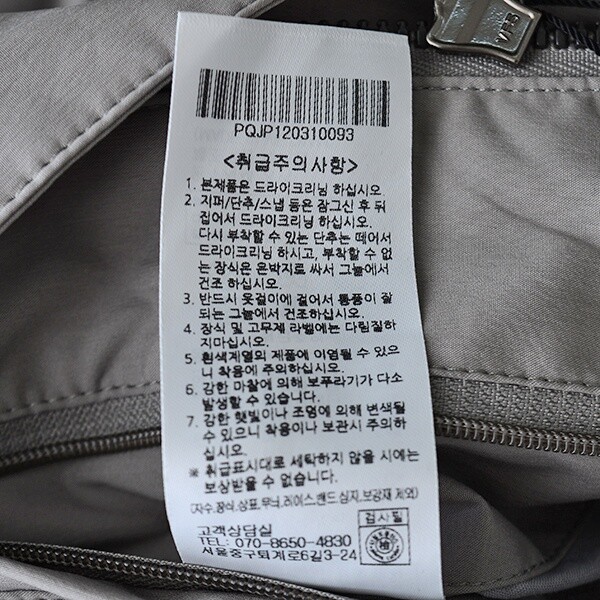 VFS
PQJP120310093
<취급주의사항>
1. 본제품은 드라이크리닝 하십시오.
2. 지퍼/단추/스냅 등은 잠그신 후 뒤
집어서 드라이크리닝 하십시오.
다시 부착할 수 있는 단추는 떼어서
드라이크리닝 하시고, 부착할 수 없
는 장식은 은박지로 싸서 그늘에서
건조 하십시오.
3. 반드시 옷걸이에 걸어서 통풍이 잘
되는 그늘에서 건조하십시오.
4. 장식 및 고무제 라벨에는 다림질하
지마십시오.
5. 흰색계열의 제품에 이염될 수 있으
니 착용에 주의하십시오.
6. 강한 마찰에 의해 보푸라기가 다소
발생할 수 있습니다.
7. 강한 햇빛이나 조명에 의해 변색될
수 있으니 착용이나 보관시 주의하
십시오.
※ 취급표시대로 세탁하지 않을 시에는
보상받을 수 없습니다.
(자수,장식,상표,무늬,레이스,밴드,심지,보강재 제외)
고객상담실
TEL: 070-8650-4830
서울중구퇴계로6길3-24
검사필